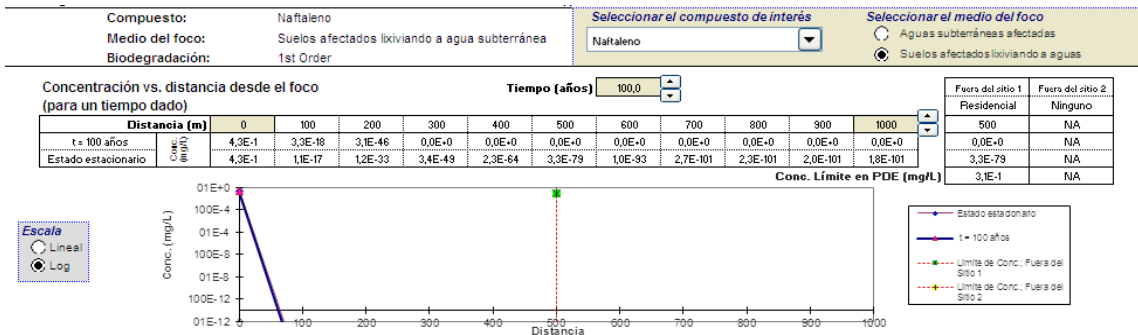 Compuesto: Naftaleno
Medio del foco: Suelos afectados lixiviando a agua subterránea
Biodegradación: 1st Order
Seleccionar el compuesto de interés
Naftaleno
Seleccionar el medio del foco
Aguas subterráneas afectadas
Suelos afectados lixiviando a aguas
Concentración vs. distancia desde el foco
(para un tiempo dado)
Tiempo (años) 100,0
Fuera del sitio 1 Fuera del sitio 2
Residencial Ninguno
Distancia (m) 0 100 200 300 400 500 600 700 800 900 1000 500 NA
Conc. (mg/L)
t = 100 años 4,3E-1 3,3E-18 3,1E-46 0,0E+0 0,0E+0 0,0E+0 0,0E+0 0,0E+0 0,0E+0 0,0E+0 0,0E+0 0,0E+0 NA
Estado estacionario 4,3E-1 1,1E-17 1,2E-33 3,4E-49 2,3E-64 3,3E-79 1,0E-93 2,7E-101 2,3E-101 2,0E-101 1,8E-101 3,3E-79 NA
Conc. Límite en PDE (mg/L) 3,1E-1 NA
Escala
Lineal
Log
Conc. (mg/L)
01E+0
100E-4
01E-4
100E-8
01E-8
100E-12
01E-12
0 100 200 300 400 500 600 700 800 900 1000
Distancia
Estado estadonario
t = 100 años
Límite de Conc.; Fuera del
Sitio 1
Límite de Conc.; Fuera del
Sitio 2